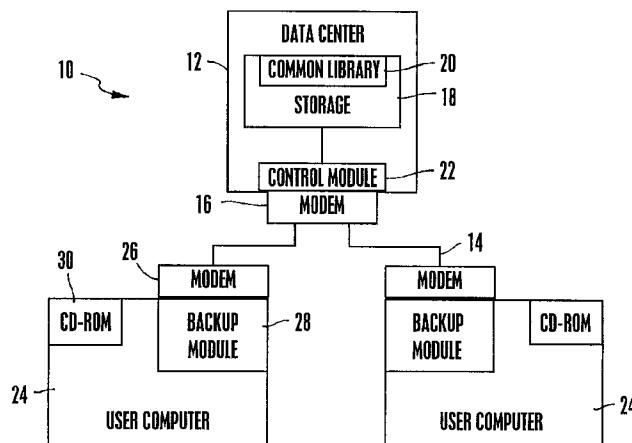 DATA CENTER
12
10
COMMON LIBRARY
20
STORAGE
18
CONTROL MODULE
22
16
MODEM
14
26
MODEM
MODEM
30
CD-ROM
BACKUP
MODULE
28
BACKUP
MODULE
CD-ROM
24
USER COMPUTER
USER COMPUTER
24